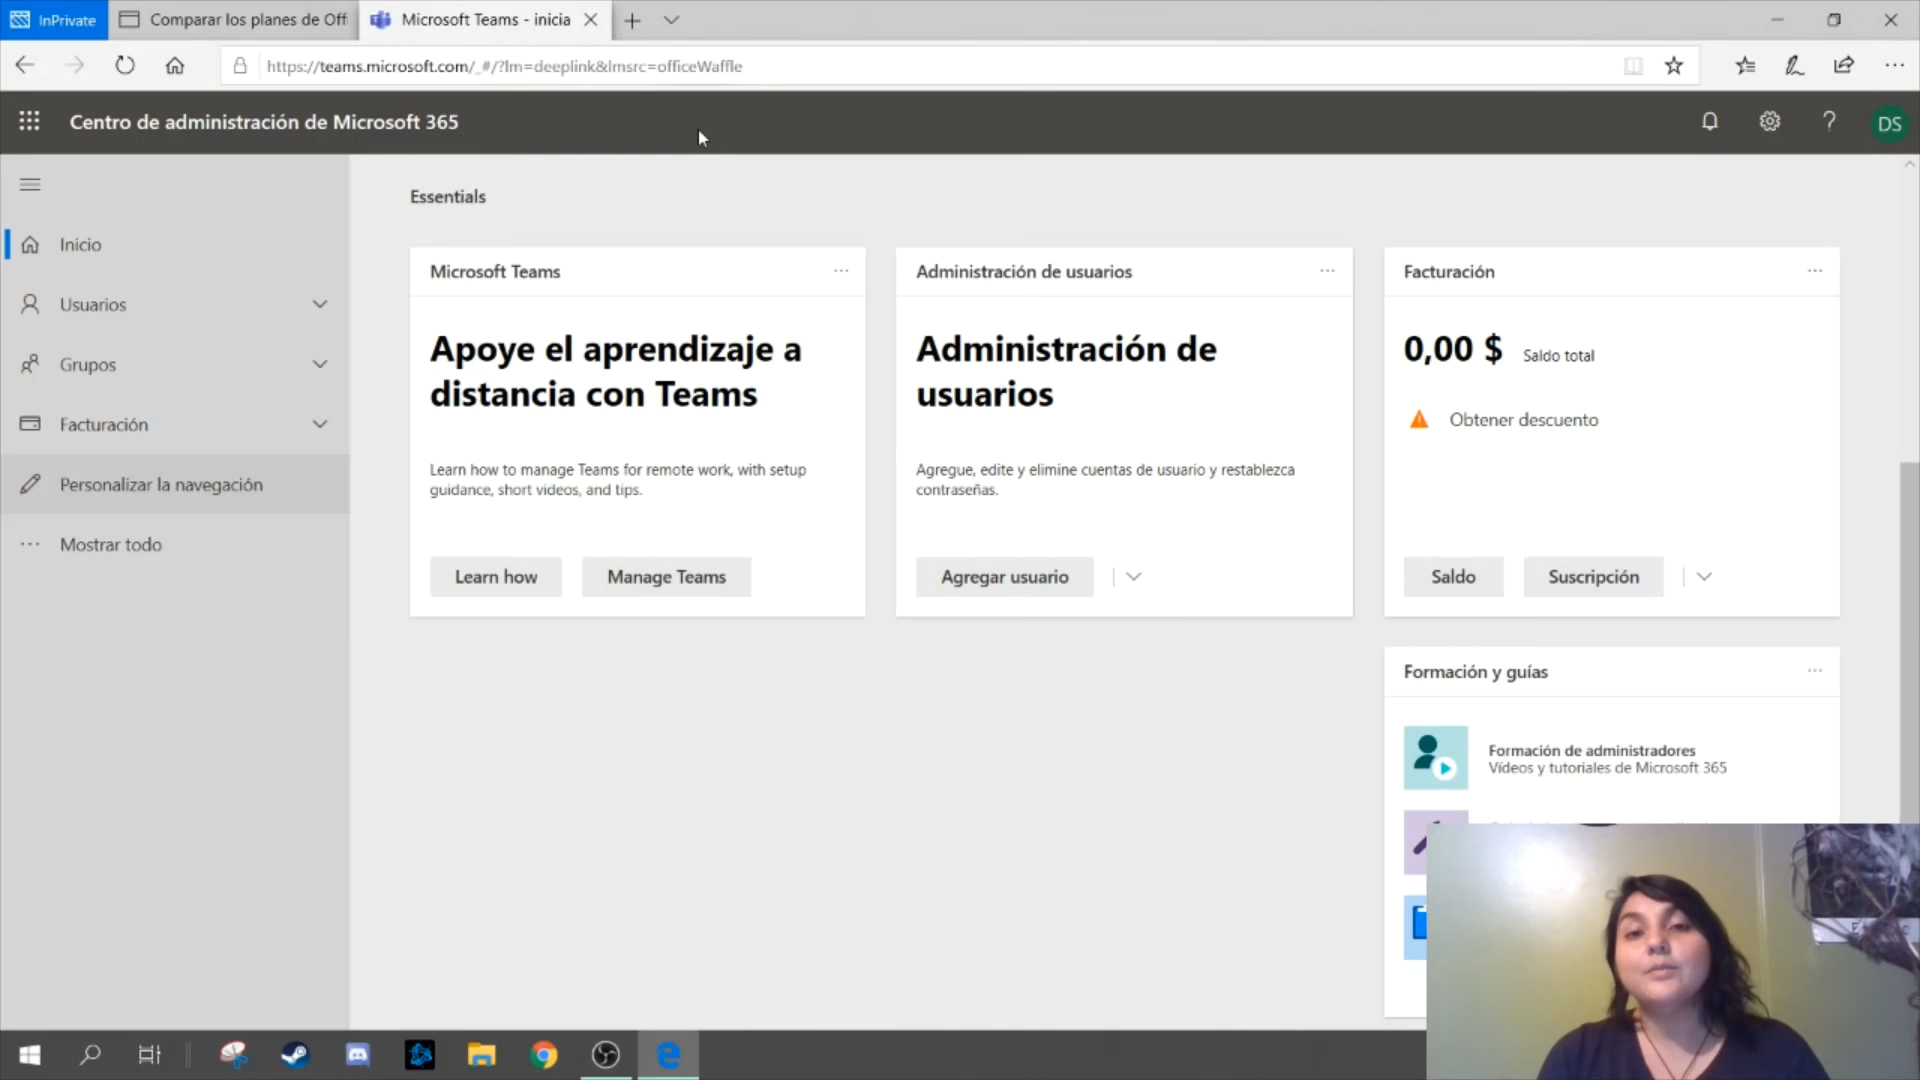 InPrivate
Comparar los planes de Off
Microsoft Teams - inicia
https://teams.microsoft.com/_#/?lm=deeplink&lmsrc=officeWaffle
Centro de administración de Microsoft 365
DS
Essentials
Inicio
Usuarios
Grupos
Facturación
Personalizar la navegación
Mostrar todo
Microsoft Teams
Apoye el aprendizaje a
distancia con Teams
Learn how to manage Teams for remote work, with setup
guidance, short videos, and tips.
Learn how
Manage Teams
Administración de usuarios
Administración de
usuarios
Agregue, edite y elimine cuentas de usuario y restablezca
contraseñas.
Agregar usuario
Facturación
0,00 $ Saldo total
Obtener descuento
Saldo
Suscripción
Formación y guías
Formación de administradores
Vídeos y tutoriales de Microsoft 365